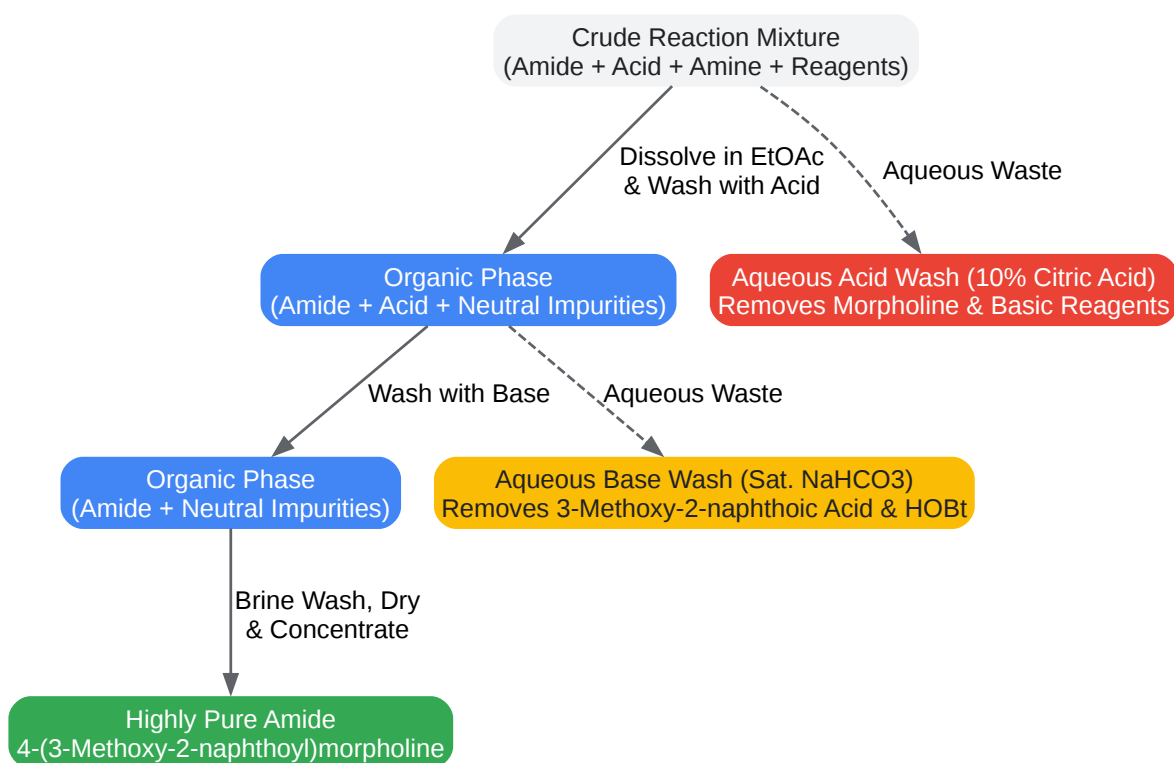 Crude Reaction Mixture
(Amide + Acid + Amine + Reagents)
Dissolve in EtOAc
& Wash with Acid
Aqueous Waste
Organic Phase
(Amide + Acid + Neutral Impurities)
Aqueous Acid Wash (10% Citric Acid)
Removes Morpholine & Basic Reagents
Wash with Base
Aqueous Waste
Organic Phase
(Amide + Neutral Impurities)
Aqueous Base Wash (Sat. NaHCO3)
Removes 3-Methoxy-2-naphthoic Acid & HOBt
Brine Wash, Dry
& Concentrate
Highly Pure Amide
4-(3-Methoxy-2-naphthoyl)morpholine